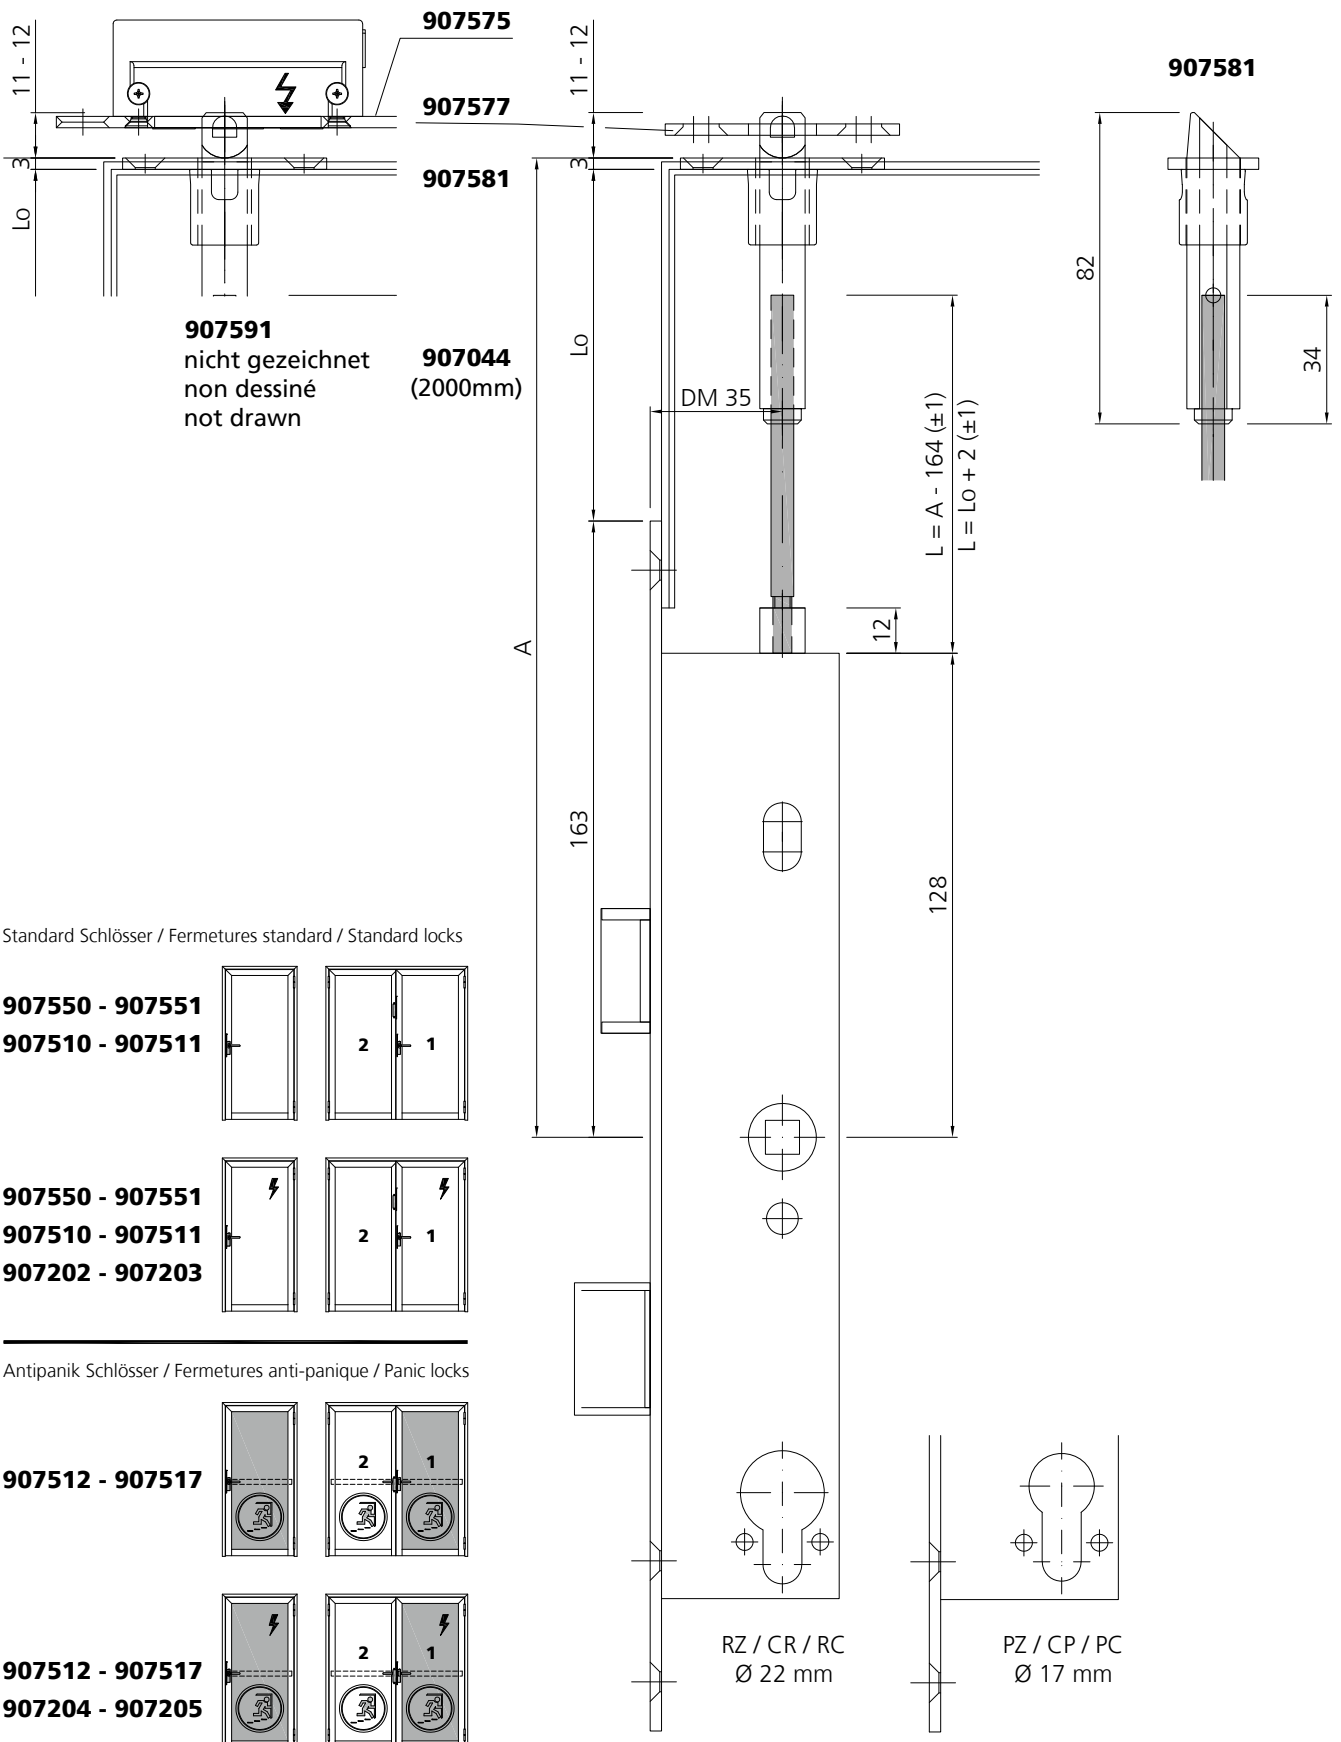 11 - 12
3
Lo
907575
907577
907581
11 - 12
3
Lo
907581
82
34
907591
nicht gezeichnet
non dessiné
not drawn
907044
(2000mm)
DM 35
L = A - 164 (±1)
L = Lo + 2 (±1)
12
A
163
128
Standard Schlösser / Fermetures standard / Standard locks
907550 - 907551
907510 - 907511
2 1
907550 - 907551
907510 - 907511
907202 - 907203
2 1
Antipanik Schlösser / Fermetures anti-panique / Panic locks
907512 - 907517
2 1
907512 - 907517
907204 - 907205
2 1
RZ / CR / RC
Ø 22 mm
PZ / CP / PC
Ø 17 mm